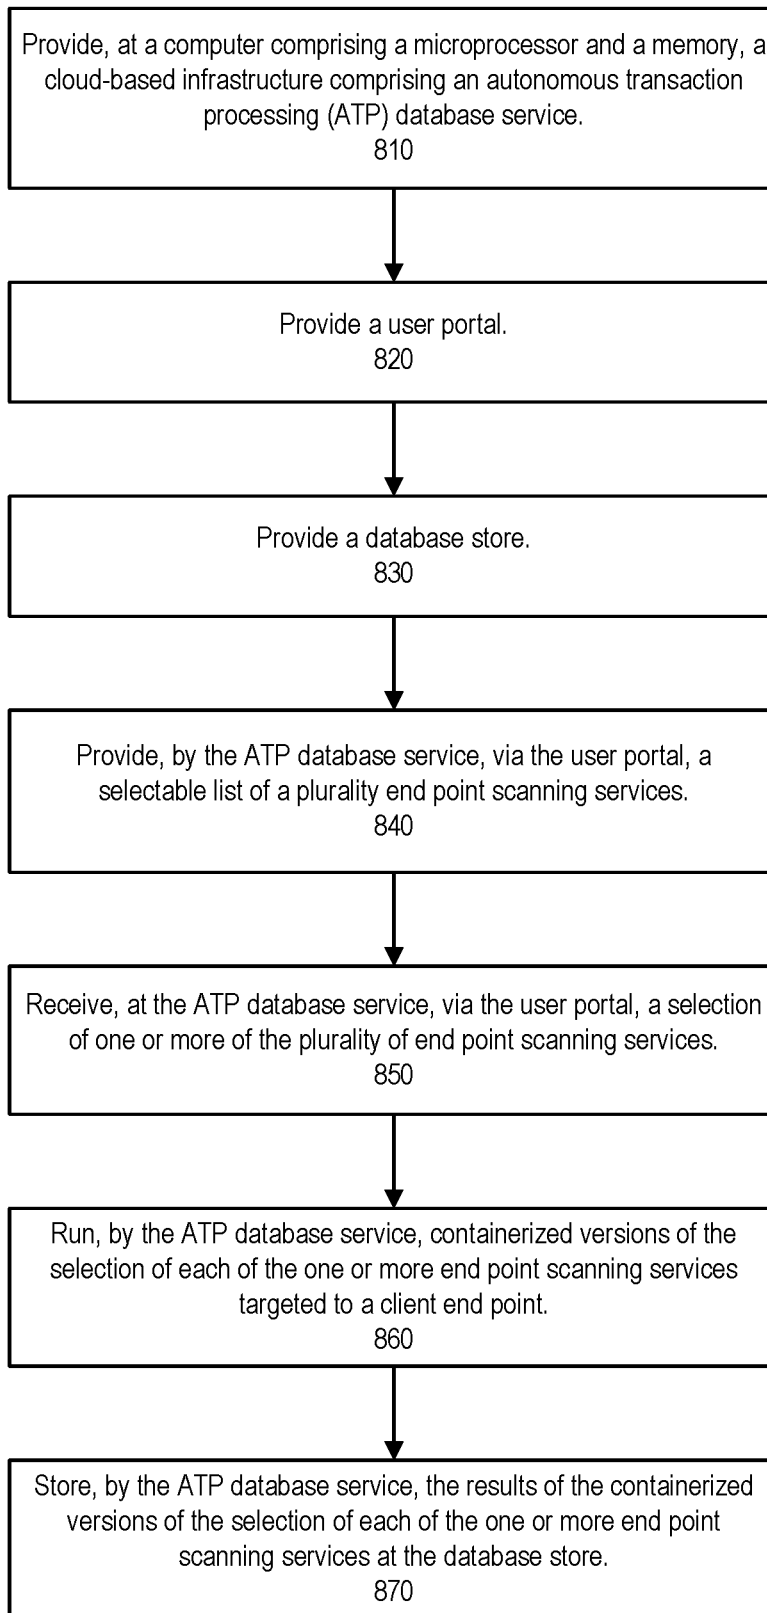 Provide, at a computer comprising a microprocessor and a memory, a
cloud-based infrastructure comprising an autonomous transaction
processing (ATP) database service.
810
Provide a user portal.
820
Provide a database store.
830
Provide, by the ATP database service, via the user portal, a
selectable list of a plurality end point scanning services.
840
Receive, at the ATP database service, via the user portal, a selection
of one or more of the plurality of end point scanning services.
850
Run, by the ATP database service, containerized versions of the
selection of each of the one or more end point scanning services
targeted to a client end point.
860
Store, by the ATP database service, the results of the containerized
versions of the selection of each of the one or more end point
scanning services at the database store.
870